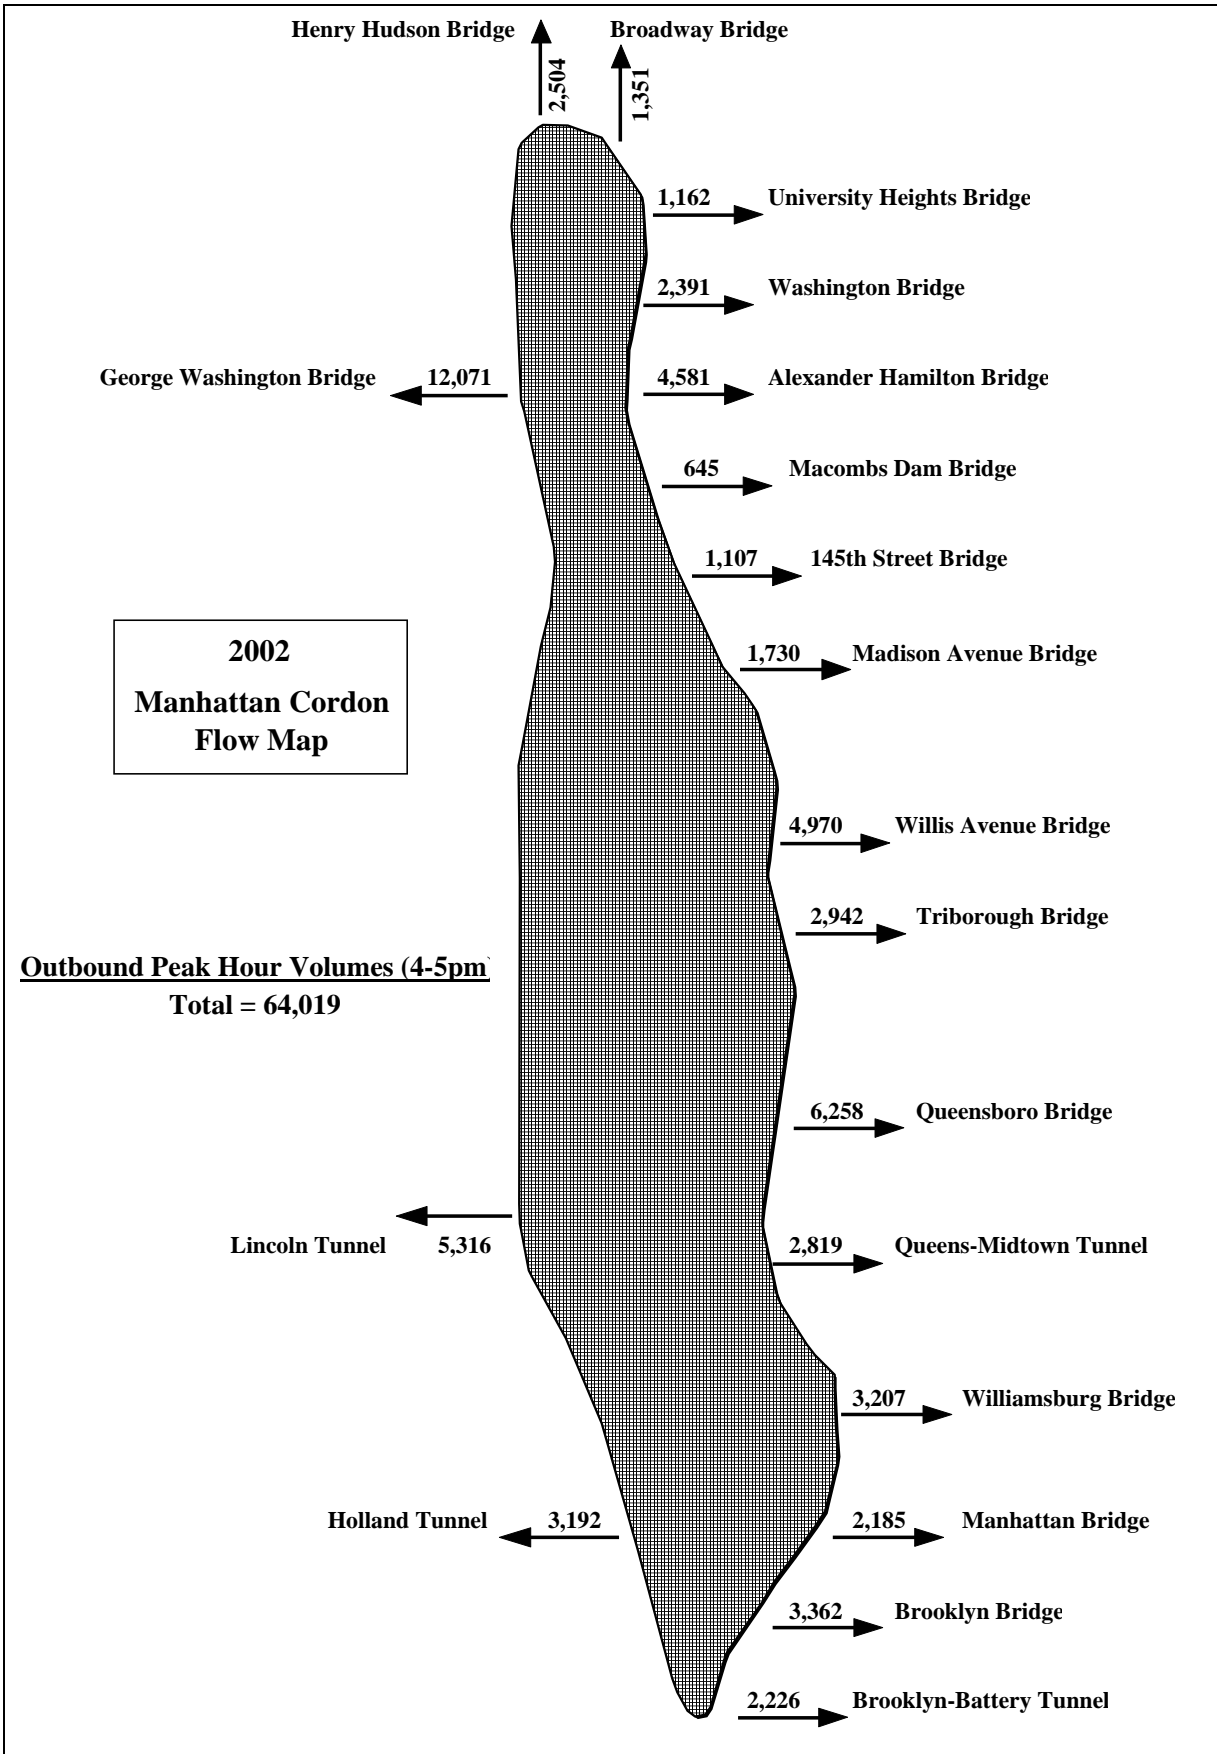 Henry Hudson Bridge
Broadway Bridge
2,504
1,351
1,162 University Heights Bridge
2,391 Washington Bridge
George Washington Bridge 12,071
4,581 Alexander Hamilton Bridge
645 Macombs Dam Bridge
1,107 145th Street Bridge
2002
Manhattan Cordon
Flow Map
1,730 Madison Avenue Bridge
4,970 Willis Avenue Bridge
2,942 Triborough Bridge
Outbound Peak Hour Volumes (4-5pm
Total = 64,019
6,258 Queensboro Bridge
Lincoln Tunnel 5,316
2,819 Queens-Midtown Tunnel
3,207 Williamsburg Bridge
Holland Tunnel 3,192
2,185 Manhattan Bridge
3,362 Brooklyn Bridge
2,226 Brooklyn-Battery Tunnel